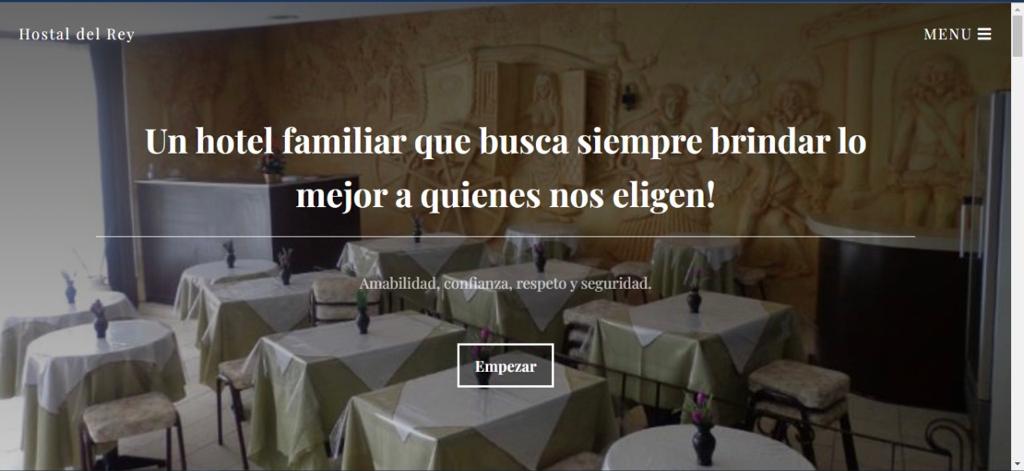 Hostal del Rey
MENU
Un hotel familiar que busca siempre brindar lo
mejor a quienes nos eligen!
Amabilidad, confianza, respeto y seguridad.
Empezar